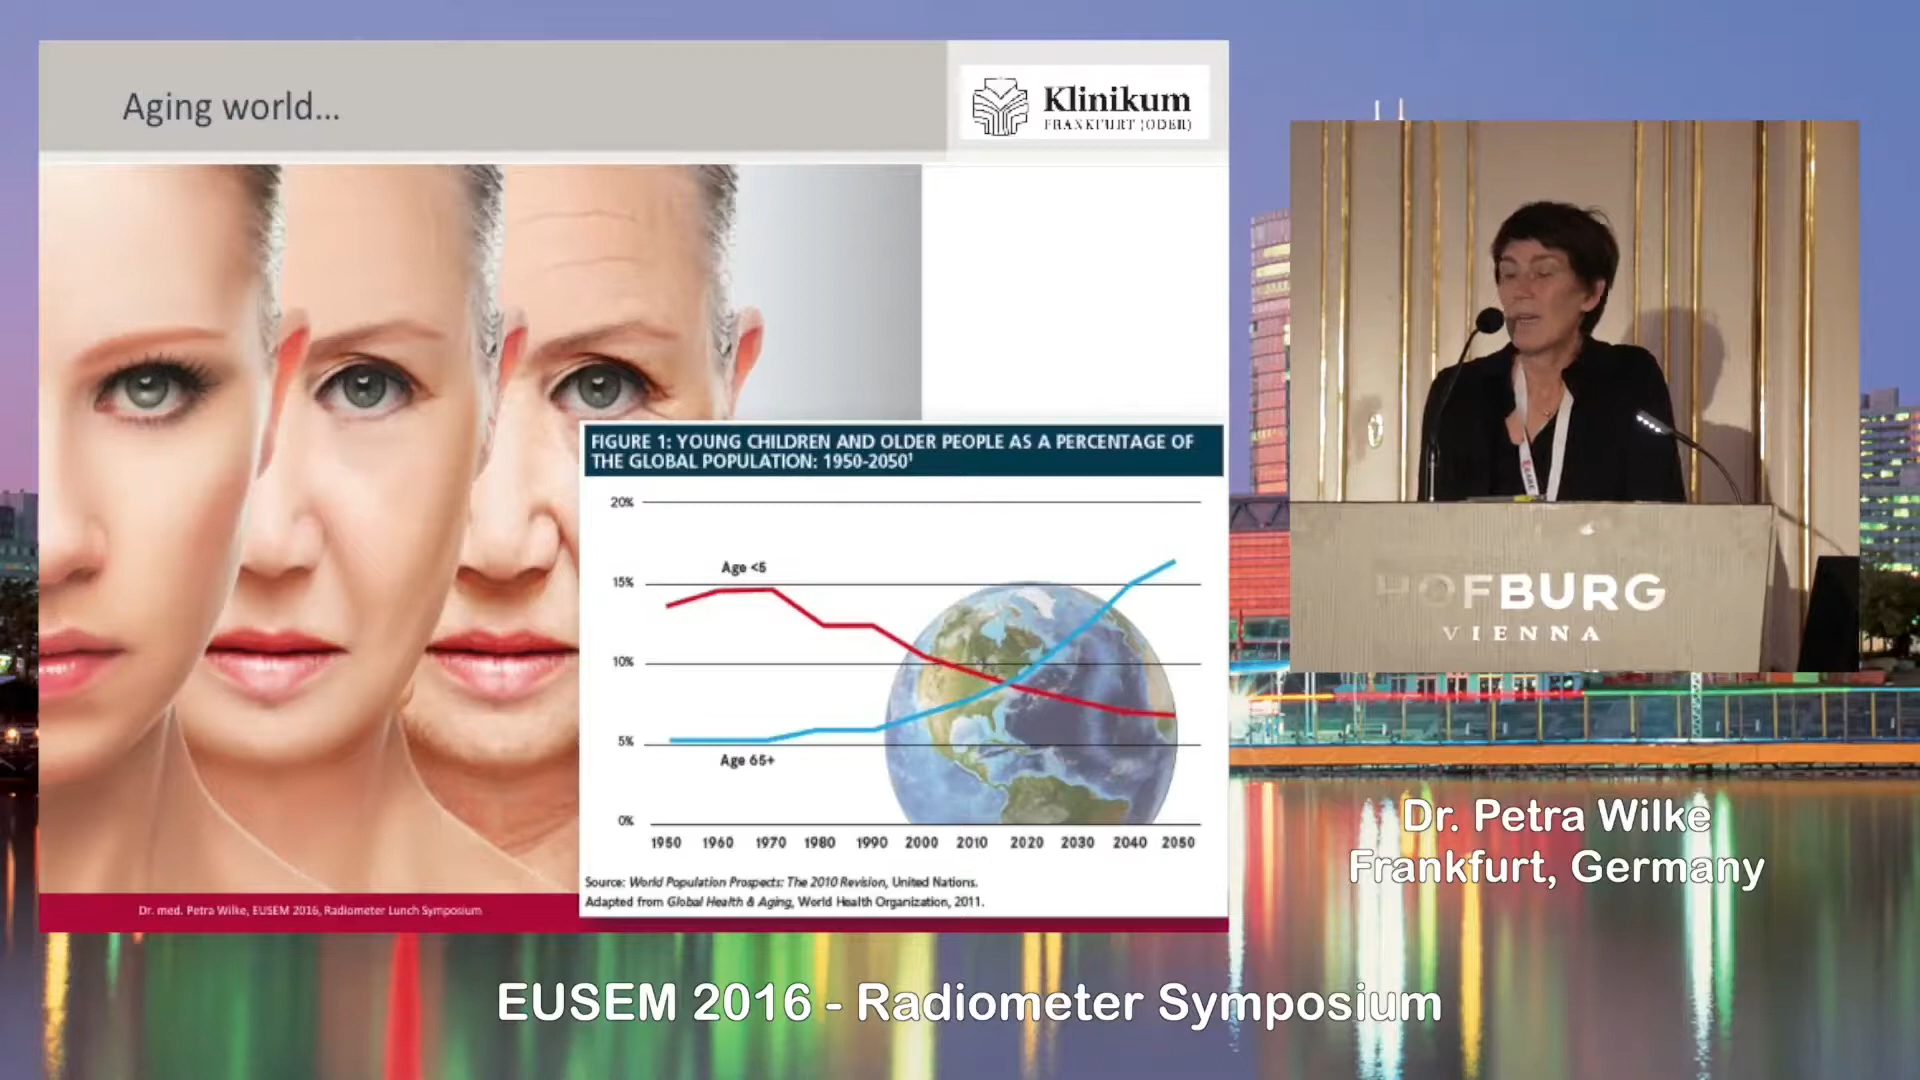 Aging world...
Klinikum
FRANKFURT (ODER)
FIGURE 1: YOUNG CHILDREN AND OLDER PEOPLE AS A PERCENTAGE OF
THE GLOBAL POPULATION: 1950-2050¹
20%
Age <5
15%
10%
5%
Age 65+
0%
1950 1960 1970 1980 1990 2000 2010 2020 2030 2040 2050
Source: World Population Prospects: The 2010 Revision, United Nations.
Adapted from Global Health & Aging, World Health Organization, 2011.
Dr. med. Petra Wilke, EUSEM 2016, Radiometer Lunch Symposium
HOFBURG
VIENNA
Dr. Petra Wilke
Frankfurt, Germany
EUSEM 2016 - Radiometer Symposium